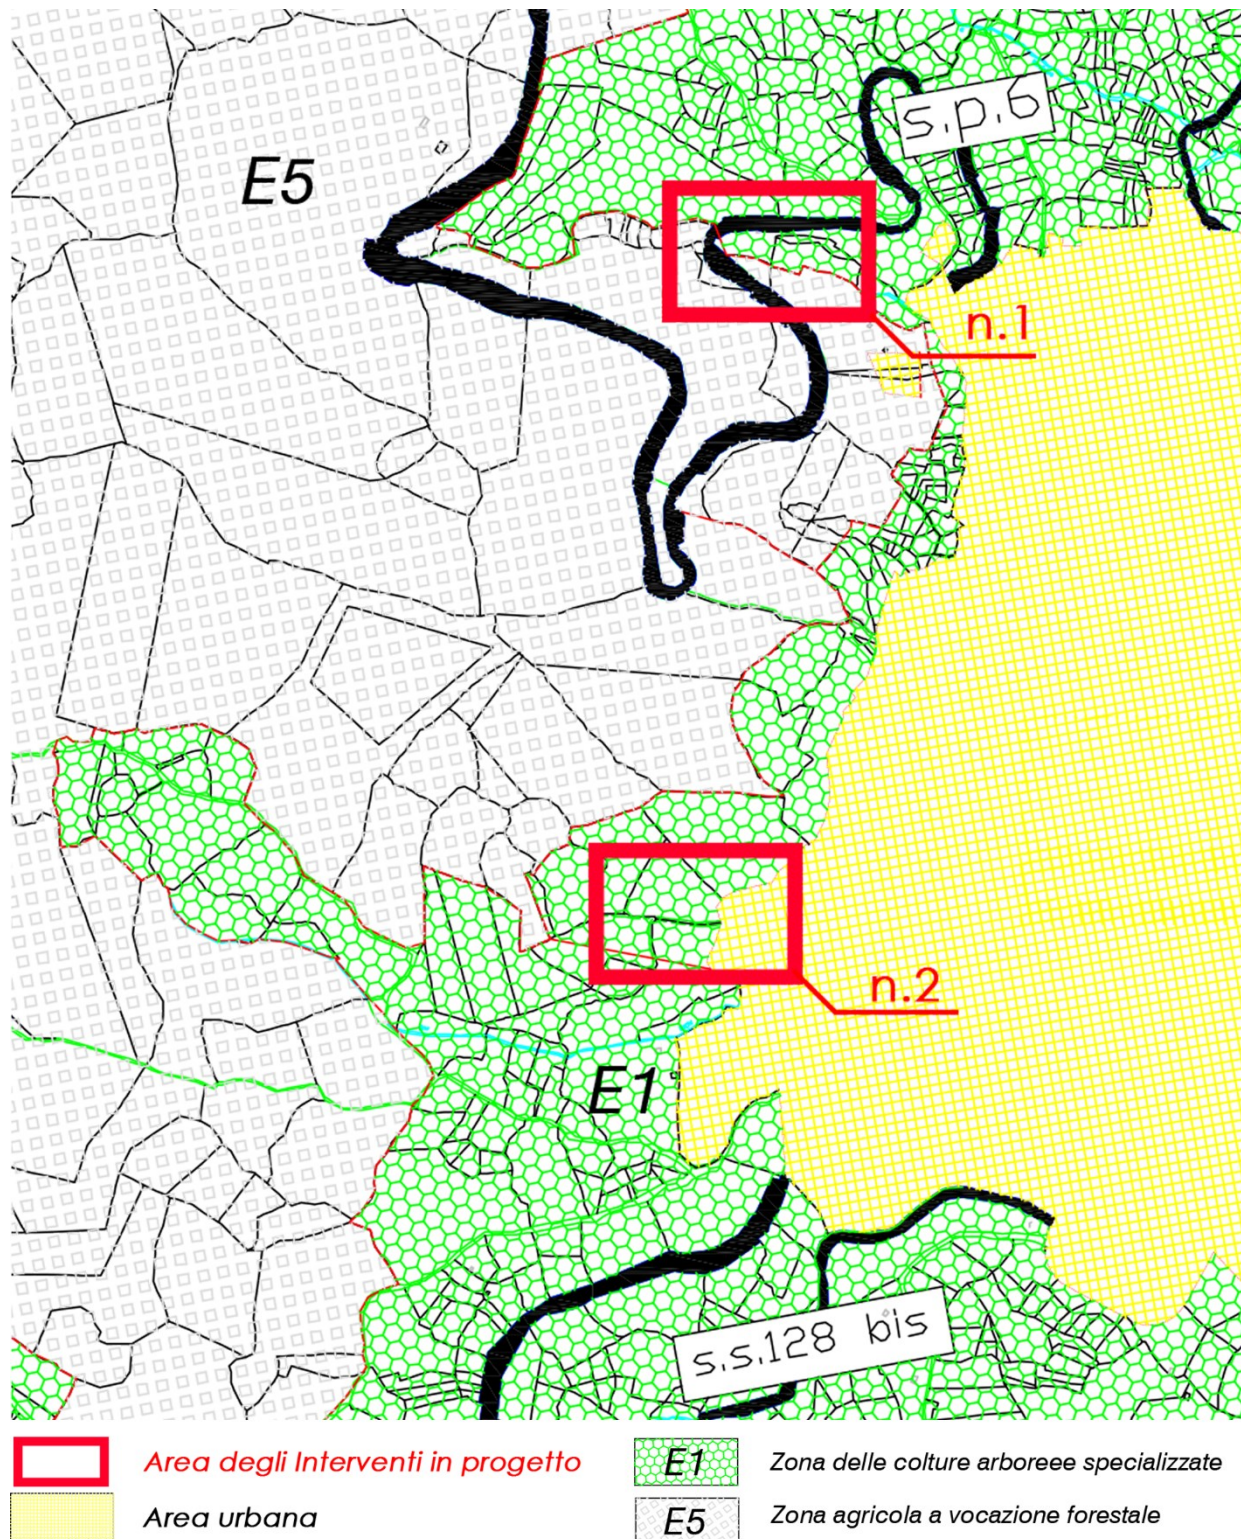 s.p.6
E5
n.1
n.2
E1
s.s.128 bis
Area degli Interventi in progetto
E1 Zona delle colture arboreee specializzate
Area urbana
E5 Zona agricola a vocazione forestale